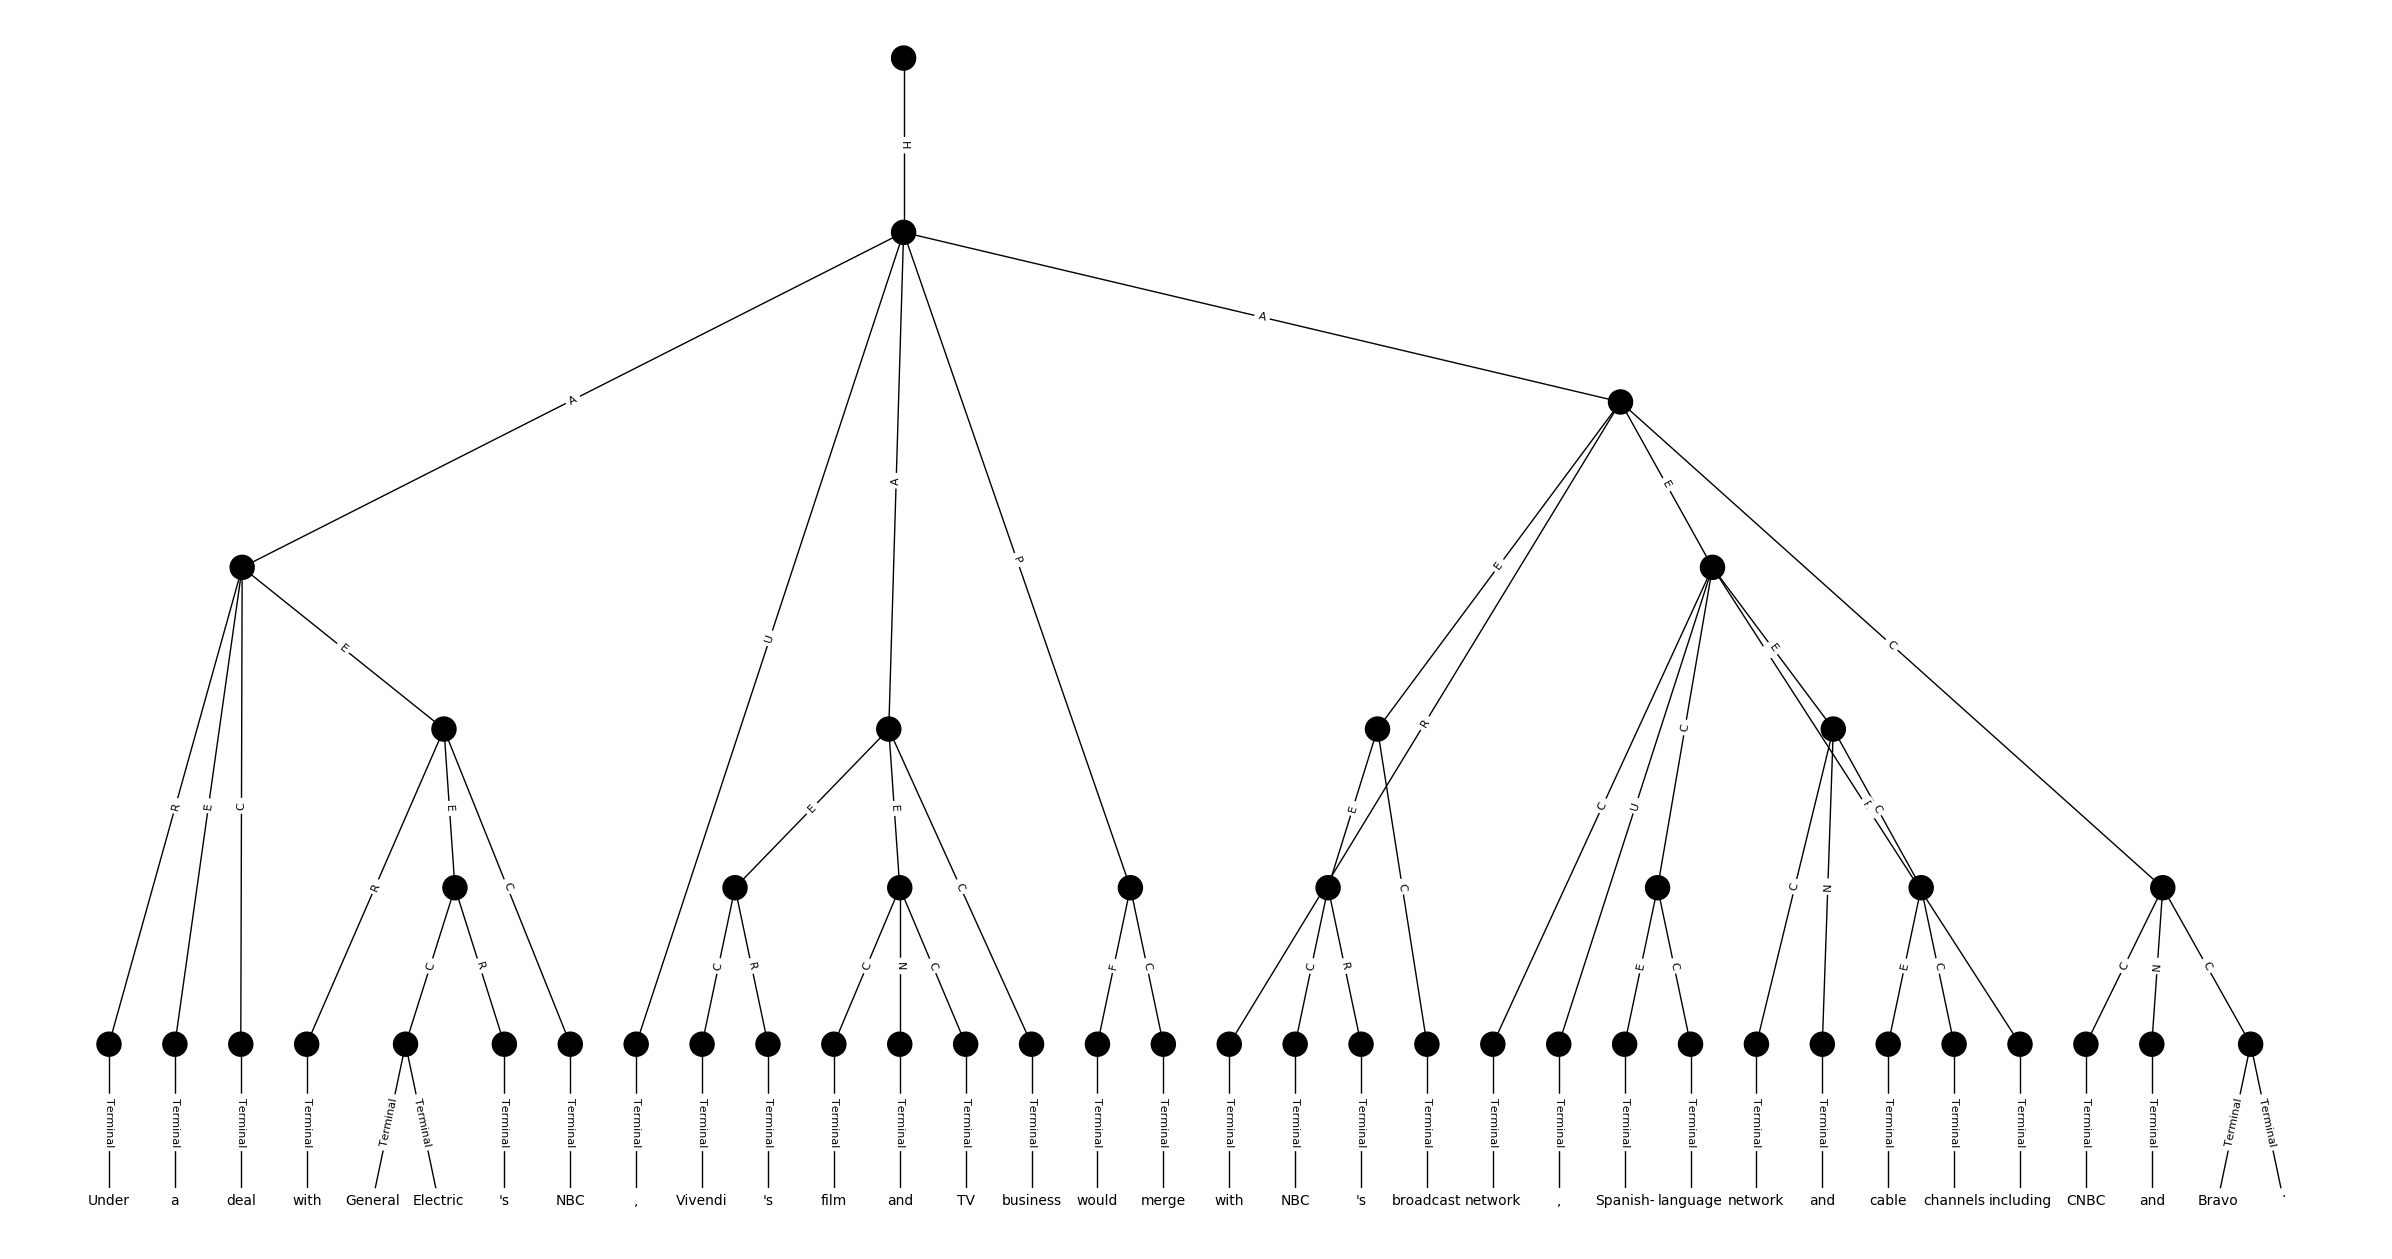 H
A
A
A
E
P
E
U
E
E
C
R
C
R
E
C
E
E
E
C
U
C
R
C
R
C
C
C
N
C
R
C
R
C
N
C
F
C
C
R
E
C
E
C
C
N
C
Terminal Terminal Terminal Terminal Terminal Terminal Terminal Terminal Terminal Terminal Terminal Terminal Terminal Terminal Terminal Terminal Terminal Terminal Terminal Terminal Terminal Terminal Terminal Terminal Terminal Terminal Terminal Terminal Terminal Terminal Terminal Terminal Terminal Terminal
Under a deal with General Electric 's NBC , Vivendi 's film and TV business would merge with NBC 's broadcast network , Spanish- language network and cable channels including CNBC and Bravo .